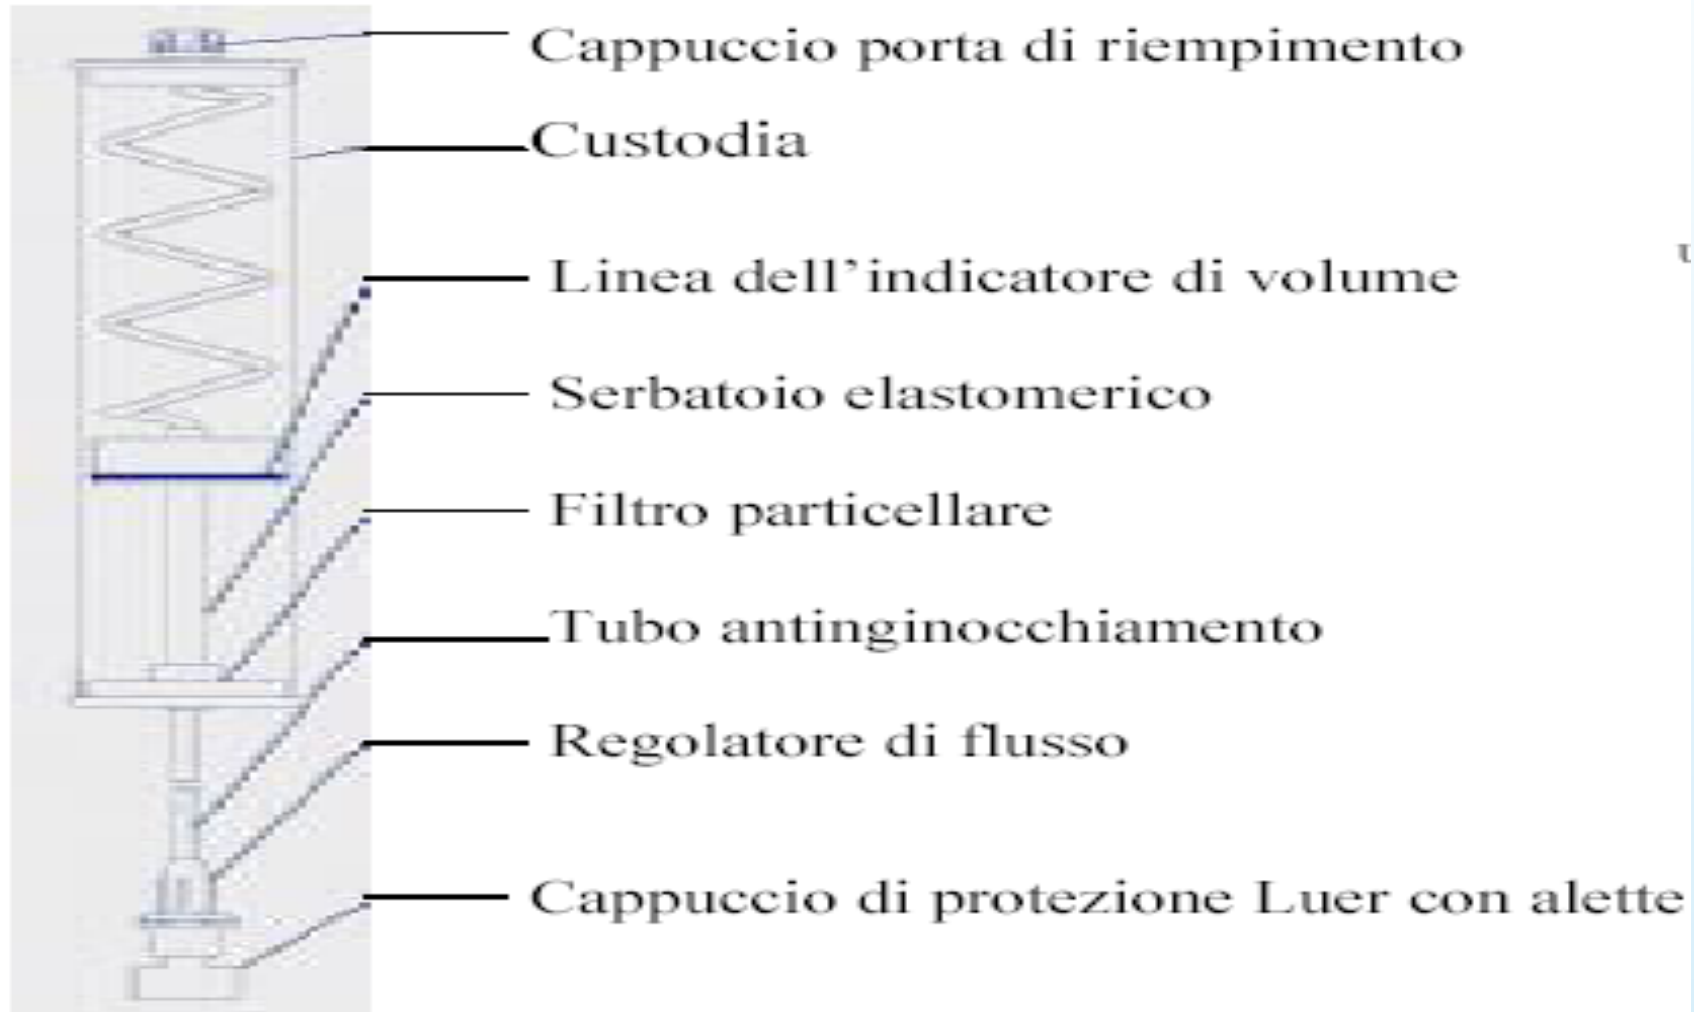 Cappuccio porta di riempimento
Custodia
Linea dell'indicatore di volume
Serbatoio elastomerico
Filtro particellare
Tubo antinginocchiamento
Regolatore di flusso
Cappuccio di protezione Luer con alette